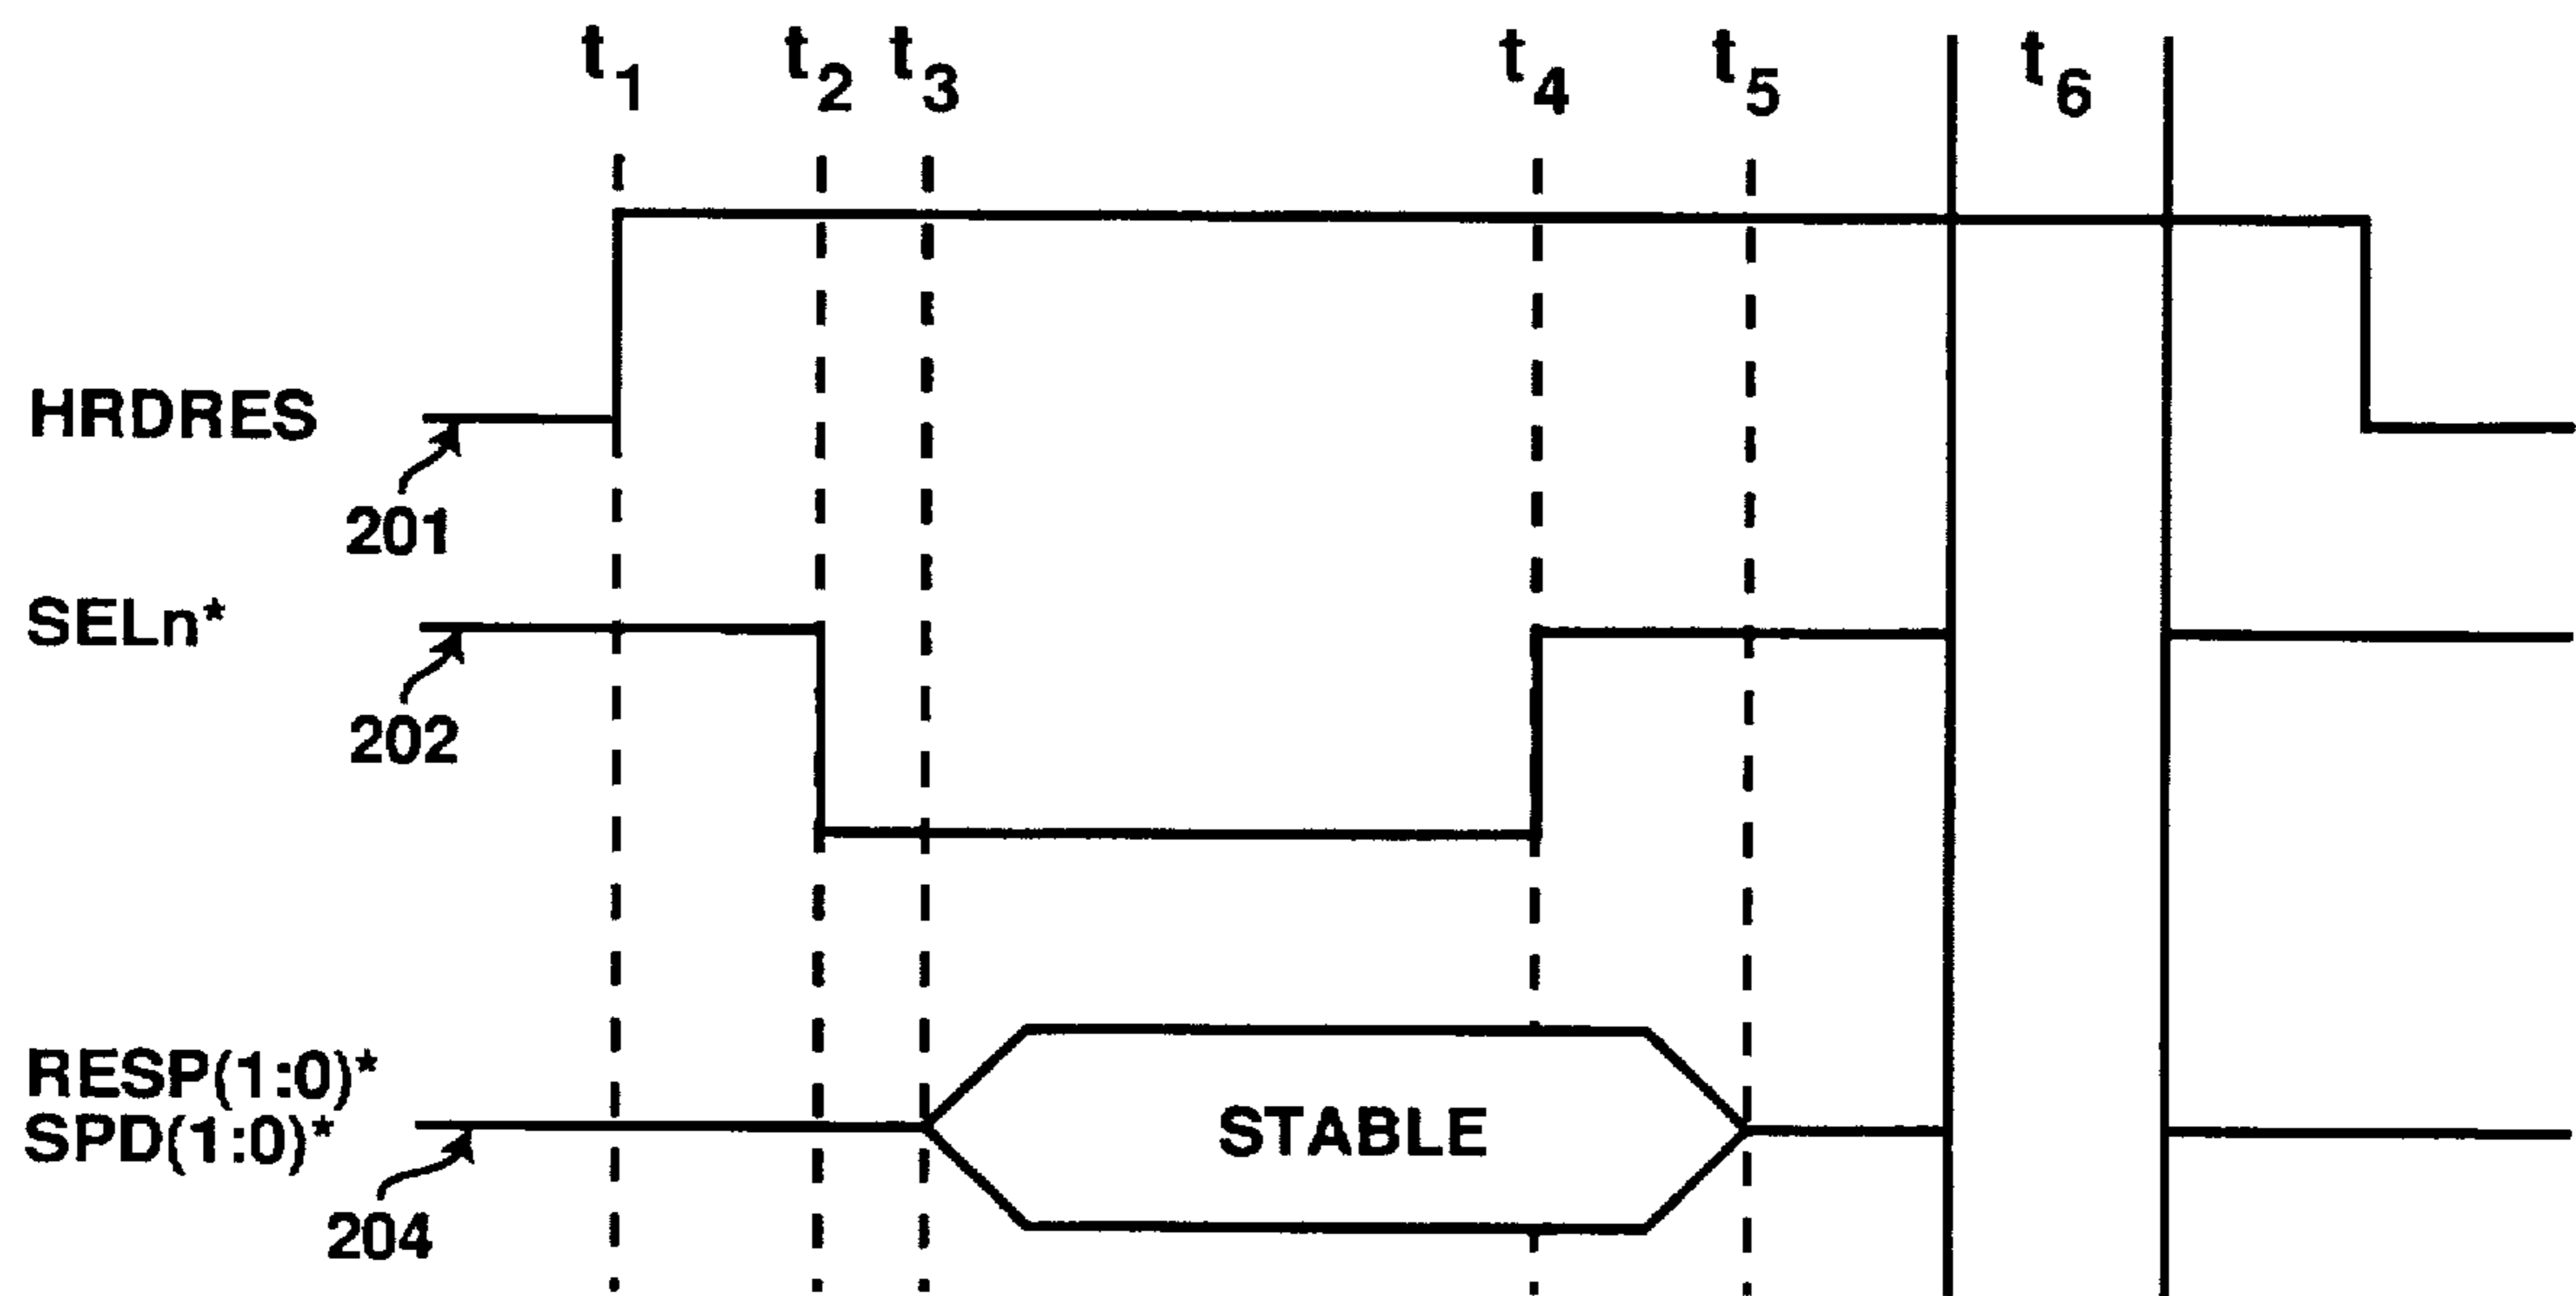 t1 t2 t3 t4 t5 t6
HRDRES
201
SELn*
202
RESP(1:0)*
SPD(1:0)*
STABLE
204